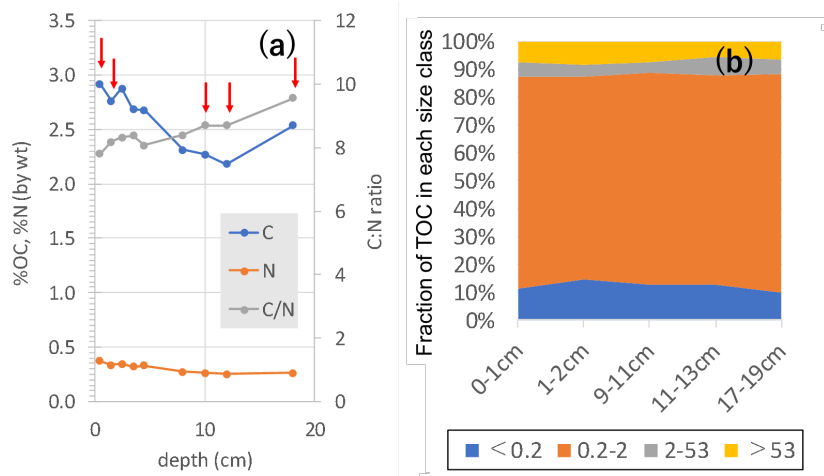 (a)
3.5
3.0
2.5
2.0
1.5
1.0
0.5
0.0
%OC, %N (by wt)
12
10
8
6
4
2
0
C:N ratio
C
N
C/N
0
10
20
depth (cm)
(b)
Fraction of TOC in each size class
100%
90%
80%
70%
60%
50%
40%
30%
20%
10%
0%
0-1cm
1-2cm
9-11cm
11-13cm
17-19cm
<0.2 0.2-2 2-53 >53